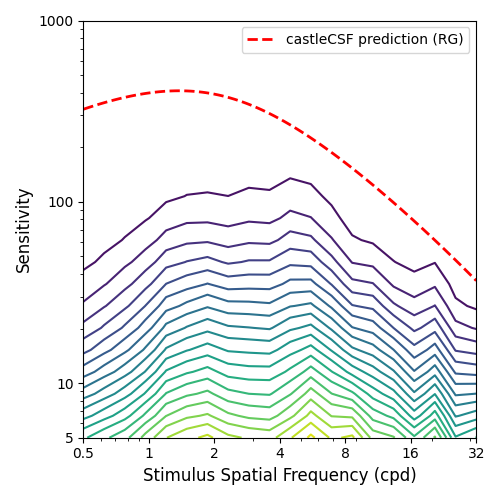 1000
castleCSF prediction (RG)
100
Sensitivity
10
5
0.5 1 2 4 8 16 32
Stimulus Spatial Frequency (cpd)